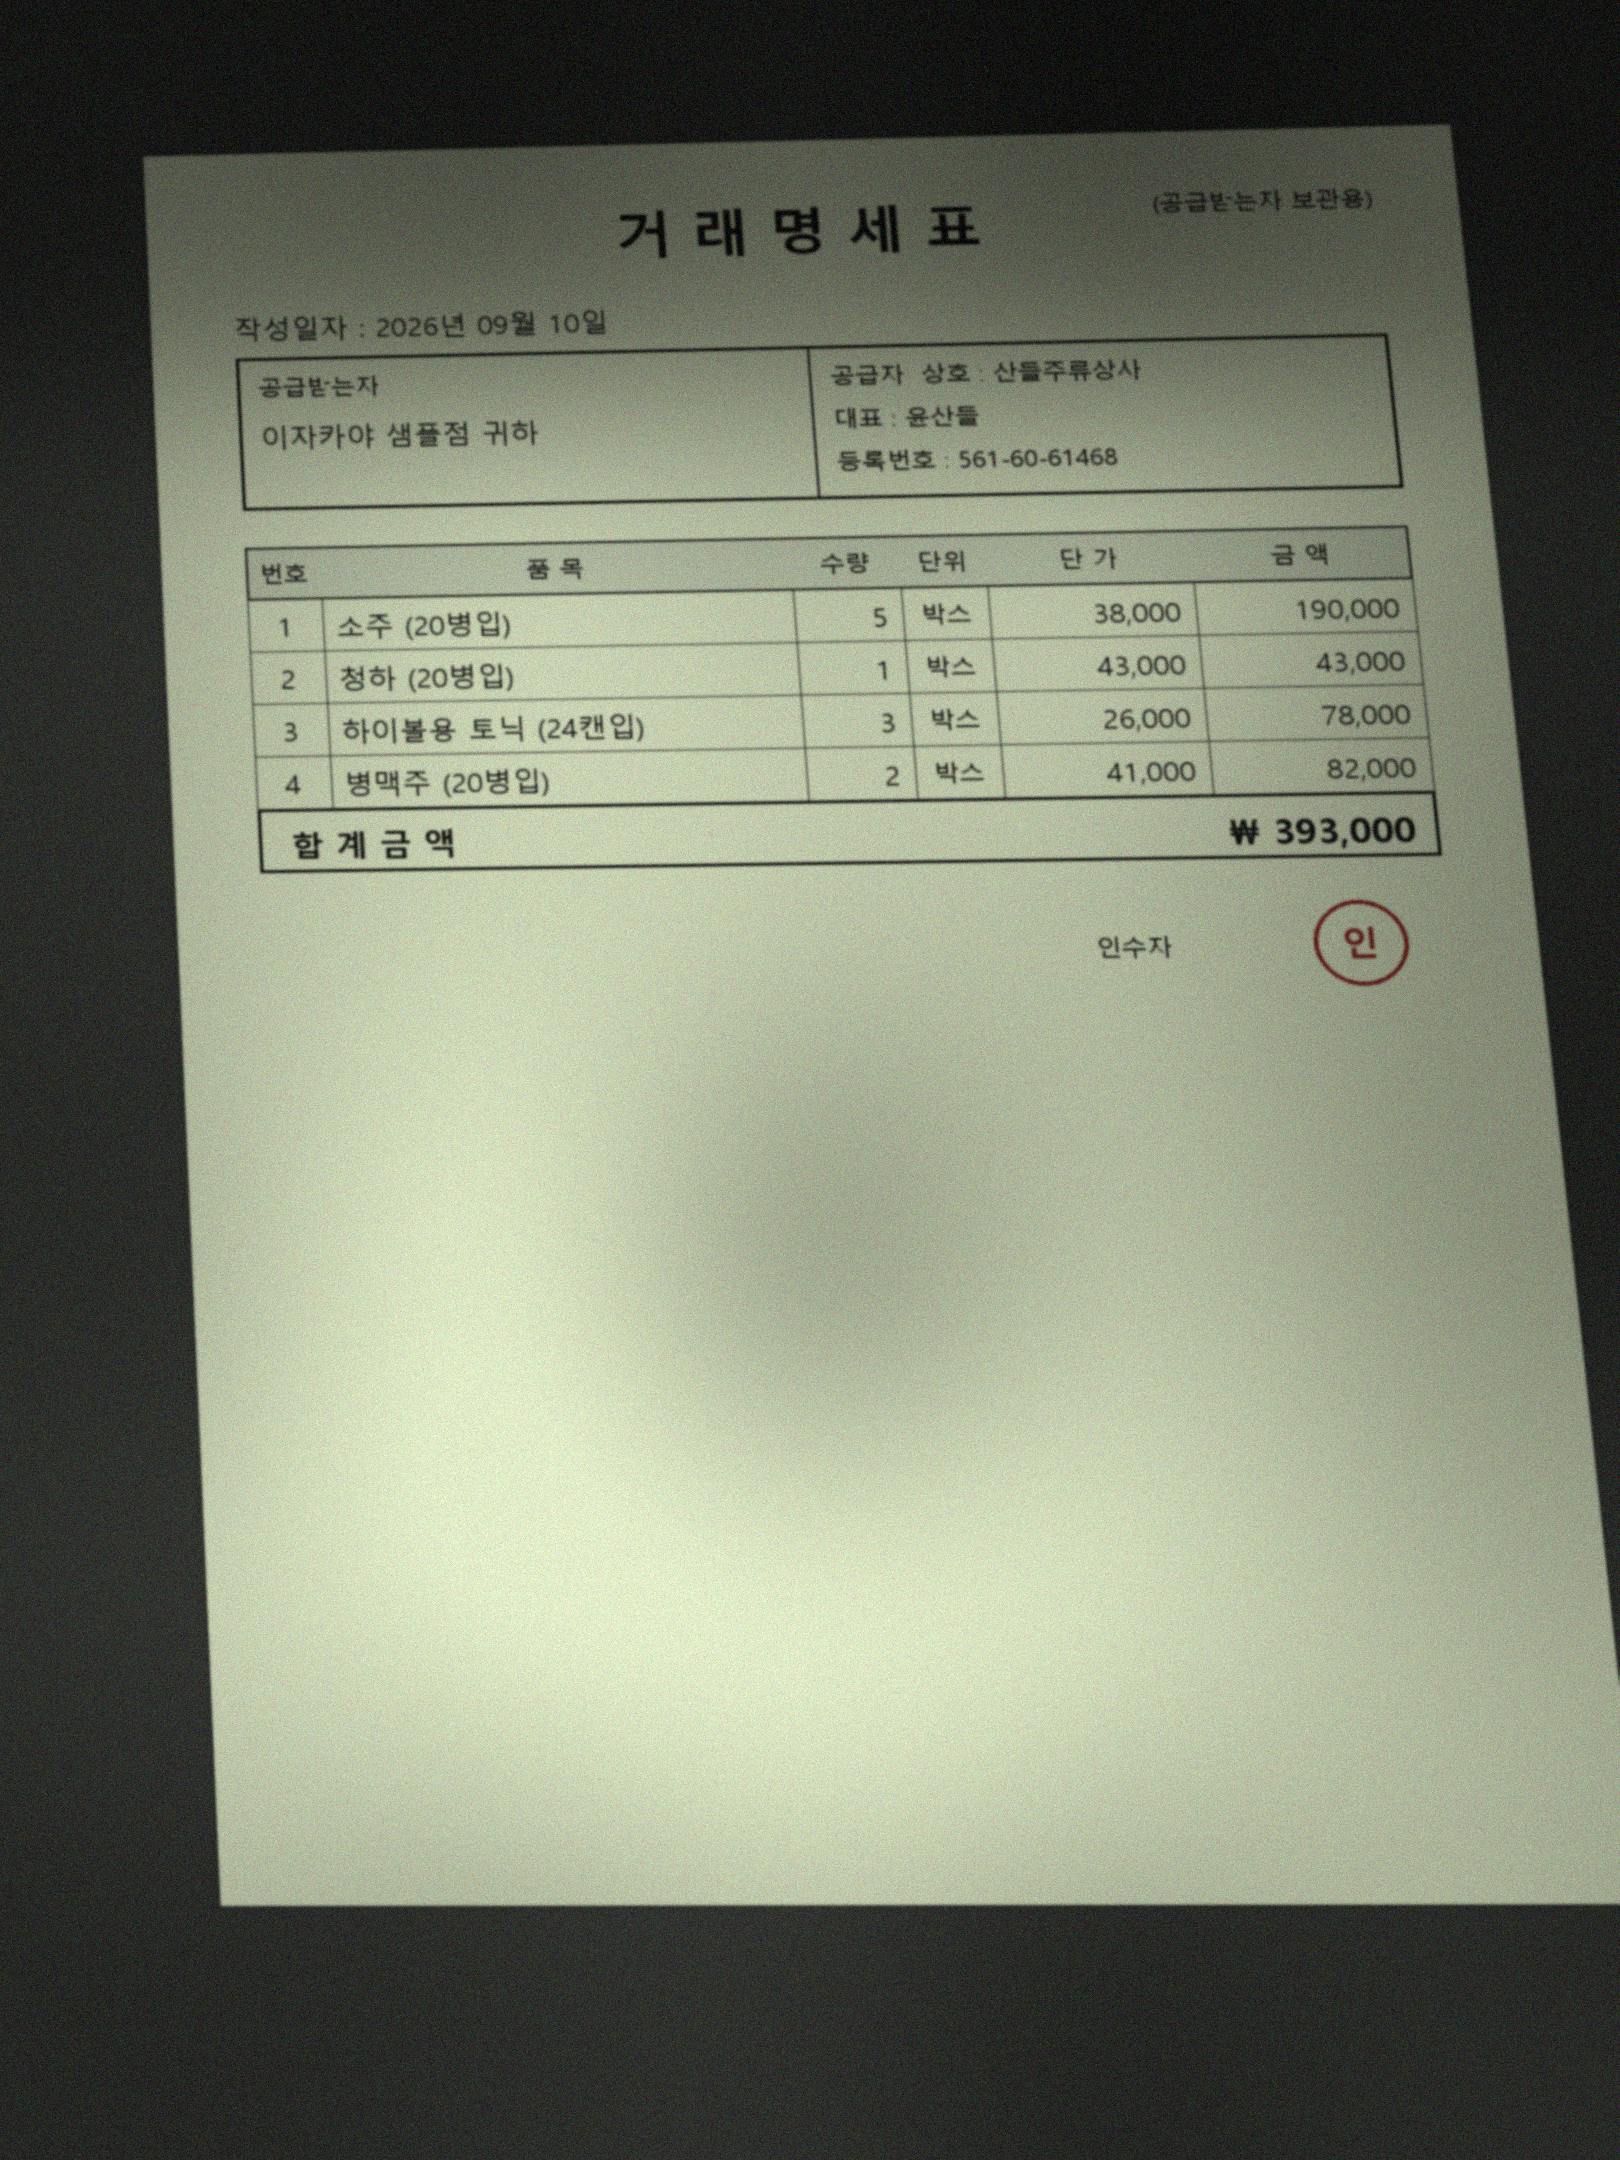 거래명세표
(공급받는자 보관용)
작성일자 : 2026년 09월 10일
공급받는자
이자카야 샘플점 귀하
공급자 상호 : 산들주류상사
대표 : 윤산들
등록번호 : 561-60-61468
번호 품목 수량 단위 단가 금액
1 소주 (20병입) 5 박스 38,000 190,000
2 청하 (20병입) 1 박스 43,000 43,000
3 하이볼용 토닉 (24캔입) 3 박스 26,000 78,000
4 병맥주 (20병입) 2 박스 41,000 82,000
합계금액 ₩ 393,000
인수자 인